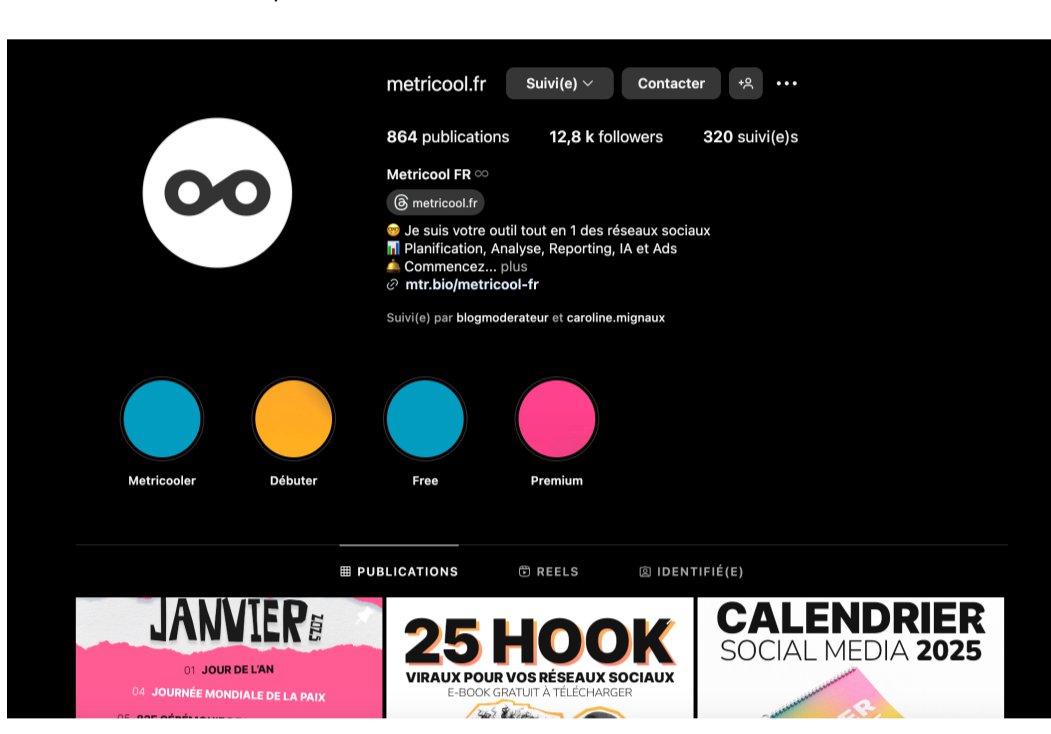 metricool.fr Suivi(e) Contacter
864 publications 12,8 k followers 320 suivi(e)s
Metricool FR
metricool.fr
🤓 Je suis votre outil tout en 1 des réseaux sociaux
📊 Planification, Analyse, Reporting, IA et Ads
🛎️ Commencez... plus
mtr.bio/metricool-fr
Suivi(e) par blogmoderateur et caroline.mignaux
Metricooler Débuter Free Premium
PUBLICATIONS REELS IDENTIFIÉ(E)
JANVIER 2025
01 JOUR DE L'AN
04 JOURNÉE MONDIALE DE LA PAIX
25 HOOK
VIRAUX POUR VOS RÉSEAUX SOCIAUX
E-BOOK GRATUIT À TÉLÉCHARGER
CALENDRIER
SOCIAL MEDIA 2025